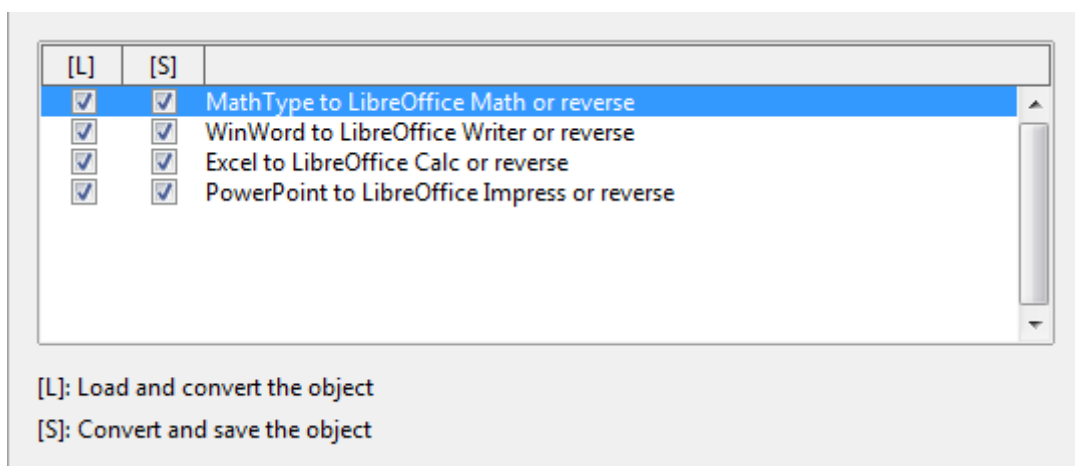 [L] [S]
MathType to LibreOffice Math or reverse
WinWord to LibreOffice Writer or reverse
Excel to LibreOffice Calc or reverse
PowerPoint to LibreOffice Impress or reverse
[L]: Load and convert the object
[S]: Convert and save the object